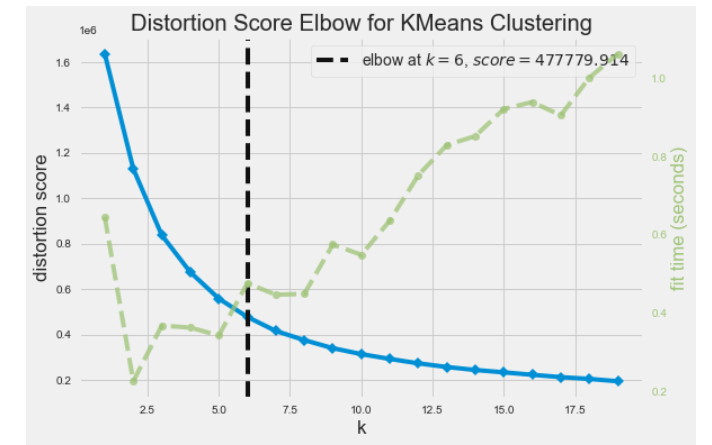 Distortion Score Elbow for KMeans Clustering
1e6
elbow at k = 6, score = 477779.914
1.6
1.4
1.2
1.0
0.8
0.6
0.4
0.2
distortion score
2.5 5.0 7.5 10.0 12.5 15.0 17.5
k
1.0
0.8
0.6
0.4
0.2
fit time (seconds)